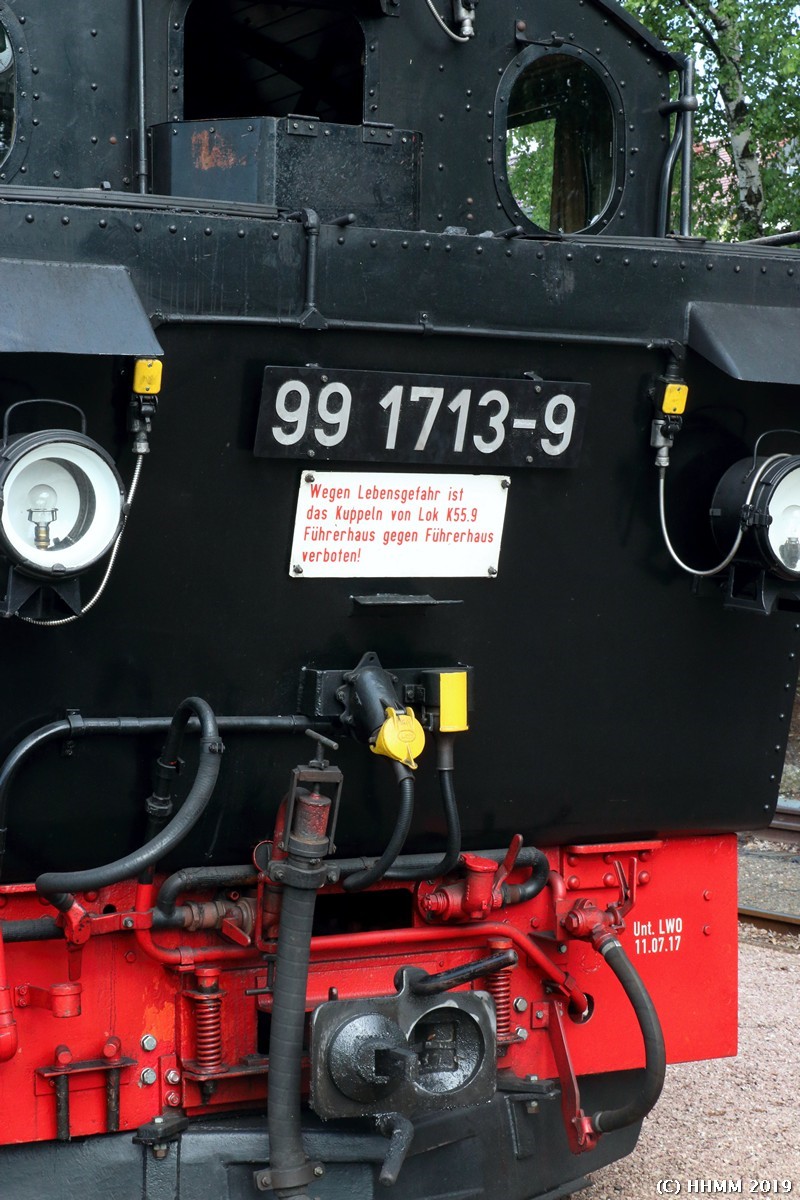 99 1713-9
Wegen Lebensgefahr ist
das Kuppeln von Lok K55.9
Führerhaus gegen Führerhaus
verboten!
Unt. LWO
11.07.17
(C) HHMM 2019